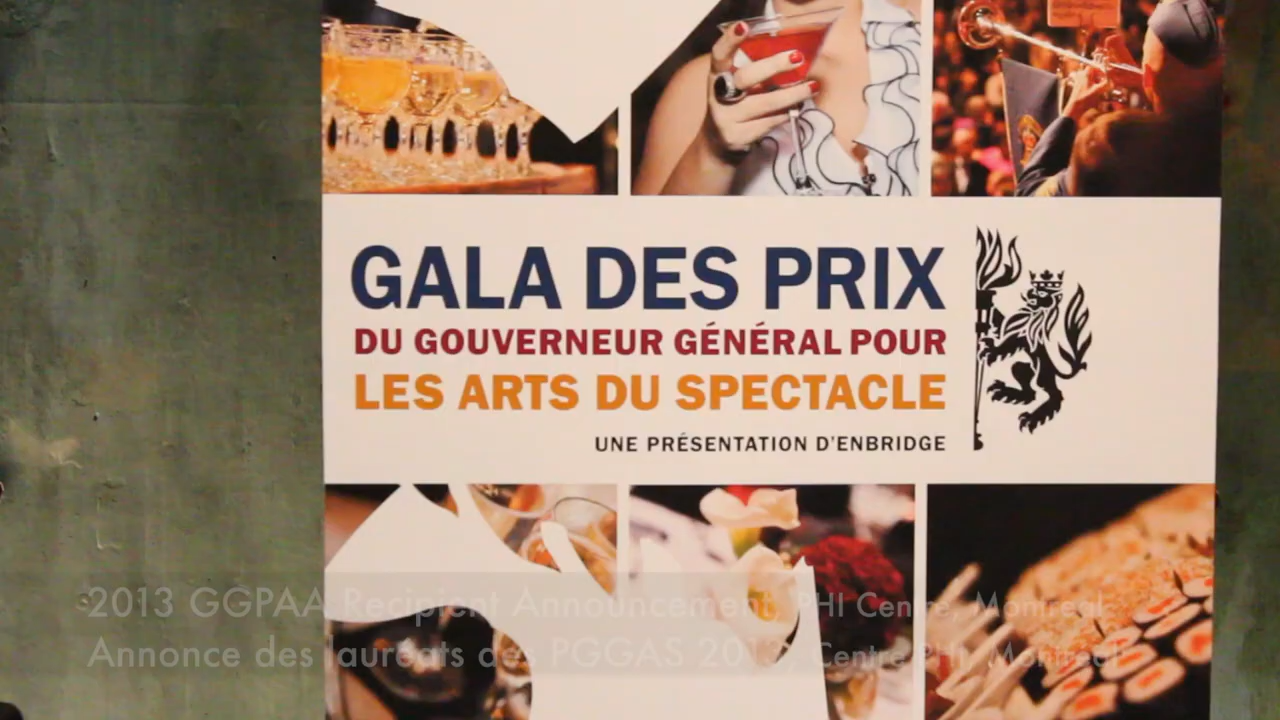 GALA DES PRIX
DU GOUVERNEUR GÉNÉRAL POUR
LES ARTS DU SPECTACLE
UNE PRÉSENTATION D'ENBRIDGE
2013 GGPAA Recipient Announcement, PHI Centre, Montreal
Annonce des lauréats des PGGAS 2013, Centre PHI, Montréal